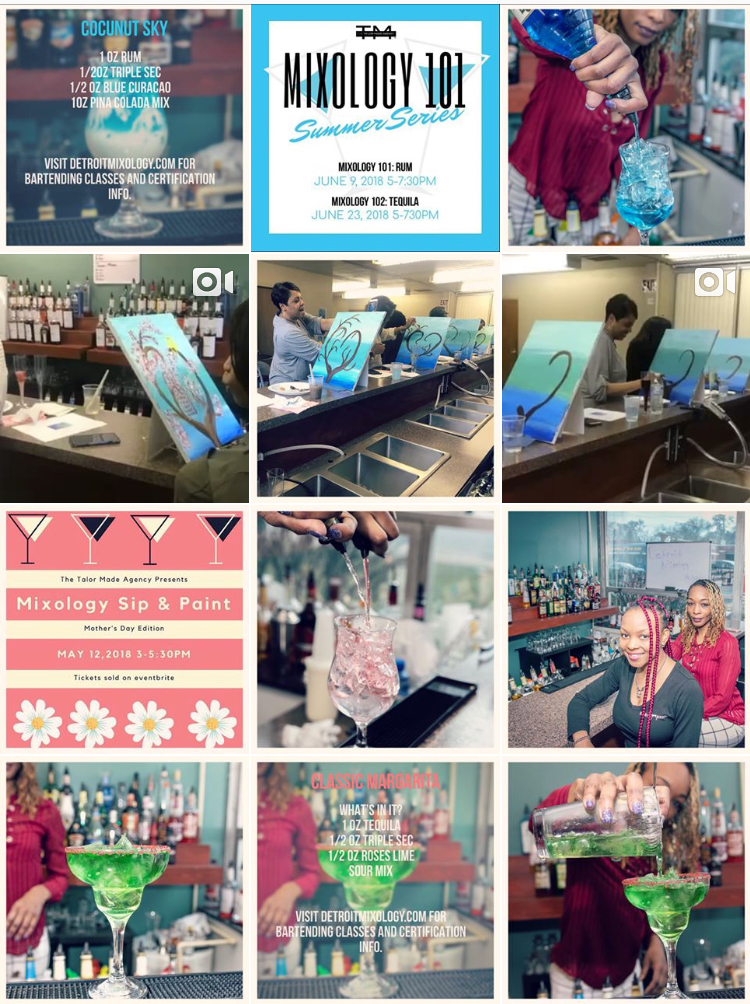 COCUNUT SKY
1 OZ RUM
1/2OZ TRIPLE SEC
1/2 OZ BLUE CURACAO
1OZ PINA COLADA MIX
VISIT DETROITMIXOLOGY.COM FOR
BARTENDING CLASSES AND CERTIFICATION
INFO.
TM
MIXOLOGY 101
Summer Series
MIXOLOGY 101: RUM
JUNE 9, 2018 5-7:30PM
MIXOLOGY 102: TEQUILA
JUNE 23, 2018 5-730PM
The Talor Made Agency Presents
Mixology Sip & Paint
Mother's Day Edition
MAY 12,2018 3-5:30PM
Tickets sold on eventbrite
CLASSIC MARGARITA
WHAT'S IN IT?
1 OZ TEQUILA
1/2 OZ TRIPLE SEC
1/2 OZ ROSES LIME
SOUR MIX
VISIT DETROITMIXOLOGY.COM FOR
BARTENDING CLASSES AND CERTIFICATION
INFO.